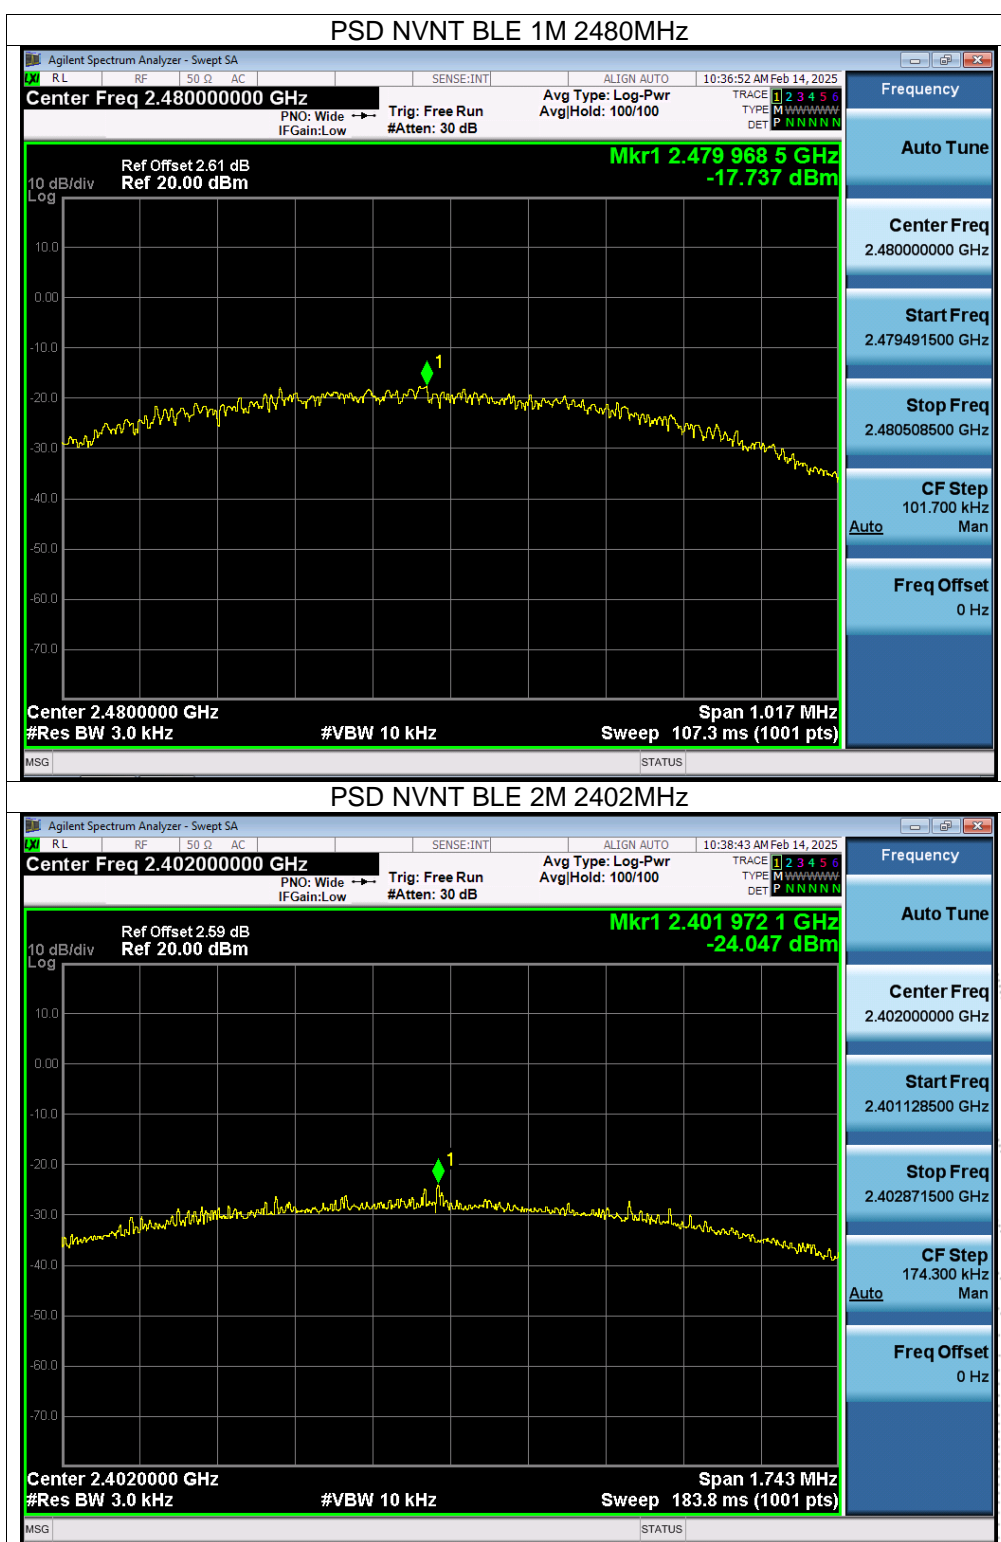 PSD NVNT BLE 1M 2480MHz
Agilent Spectrum Analyzer - Swept SA
LXI RL RF 50 Ω AC SENSE:INT ALIGN AUTO 10:36:52 AM Feb 14, 2025
Center Freq 2.480000000 GHz Avg Type: Log-Pwr TRACE 1 2 3 4 5 6
PNO: Wide Trig: Free Run Avg|Hold: 100/100 TYPE M WWWWW
IFGain:Low #Atten: 30 dB DET P N N N N N
Frequency
Auto Tune
Mkr1 2.479 968 5 GHz
-17.737 dBm
Ref Offset 2.61 dB
10 dB/div Ref 20.00 dBm
Log
10.0
0.00
-10.0
1
-20.0
-30.0
-40.0
-50.0
-60.0
-70.0
Center Freq
2.480000000 GHz
Start Freq
2.479491500 GHz
Stop Freq
2.480508500 GHz
CF Step
101.700 kHz
Auto Man
Freq Offset
0 Hz
Center 2.4800000 GHz Span 1.017 MHz
#Res BW 3.0 kHz #VBW 10 kHz Sweep 107.3 ms (1001 pts)
MSG STATUS
PSD NVNT BLE 2M 2402MHz
Agilent Spectrum Analyzer - Swept SA
LXI RL RF 50 Ω AC SENSE:INT ALIGN AUTO 10:38:43 AM Feb 14, 2025
Center Freq 2.402000000 GHz Avg Type: Log-Pwr TRACE 1 2 3 4 5 6
PNO: Wide Trig: Free Run Avg|Hold: 100/100 TYPE M WWWWW
IFGain:Low #Atten: 30 dB DET P N N N N N
Frequency
Auto Tune
Mkr1 2.401 972 1 GHz
-24.047 dBm
Ref Offset 2.59 dB
10 dB/div Ref 20.00 dBm
Log
10.0
0.00
-10.0
-20.0
1
-30.0
-40.0
-50.0
-60.0
-70.0
Center Freq
2.402000000 GHz
Start Freq
2.401128500 GHz
Stop Freq
2.402871500 GHz
CF Step
174.300 kHz
Auto Man
Freq Offset
0 Hz
Center 2.4020000 GHz Span 1.743 MHz
#Res BW 3.0 kHz #VBW 10 kHz Sweep 183.8 ms (1001 pts)
MSG STATUS